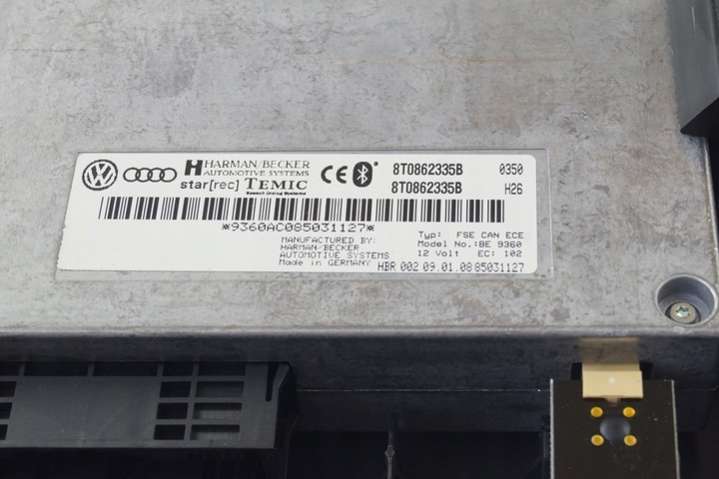 HARMAN/BECKER
AUTOMOTIVE SYSTEMS
star[rec] TEMIC
CE
8T0862335B 0350
8T0862335B H26
*9360AC085031127*
MANUFACTURED BY:
HARMAN-BECKER
AUTOMOTIVE SYSTEMS
Made in GERMANY
Typ: FSE CAN ECE
Model No.:BE 9360
12 Volt EC: 102
HBR 002 09.01.08 85031127